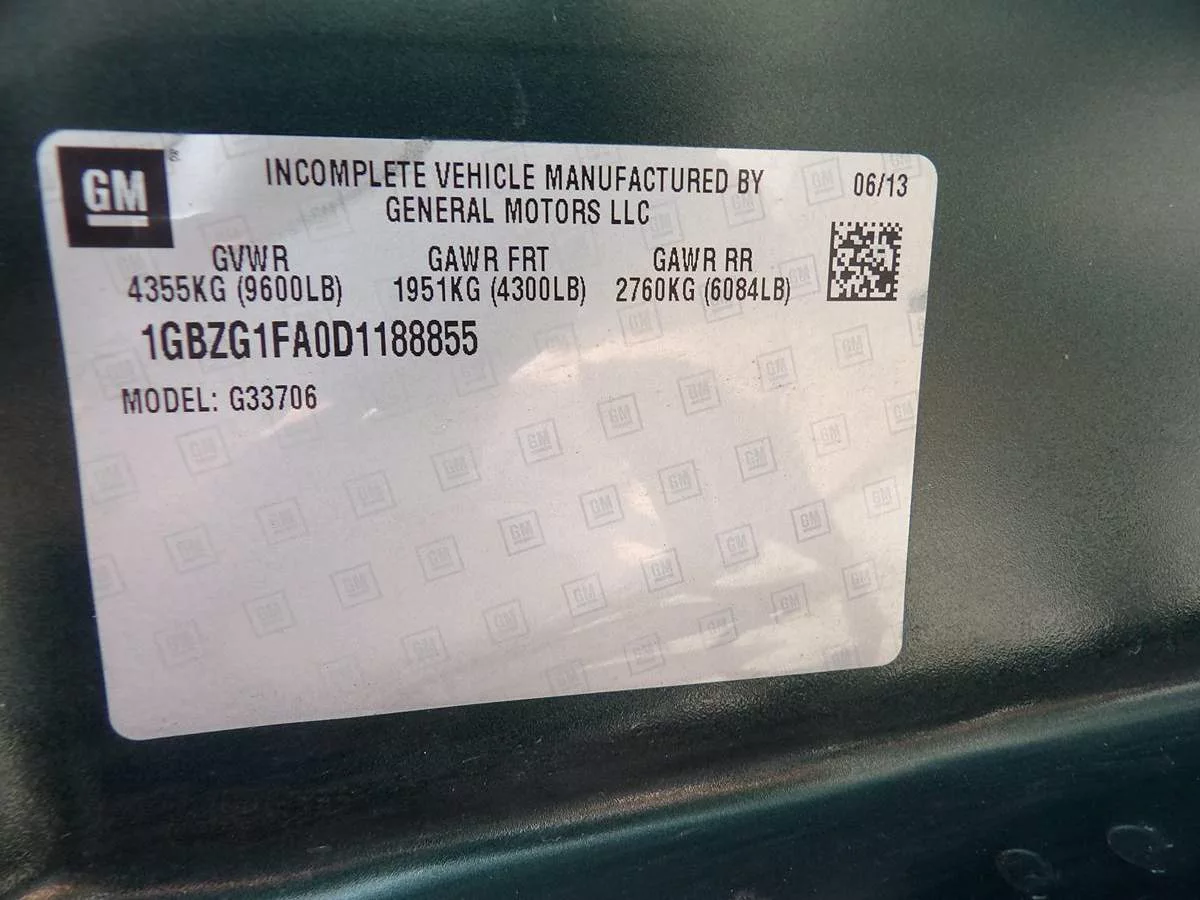 GM
INCOMPLETE VEHICLE MANUFACTURED BY 06/13
GENERAL MOTORS LLC
GVWR GAWR FRT GAWR RR
4355KG (9600LB) 1951KG (4300LB) 2760KG (6084LB)
1GBZG1FA0D1188855
MODEL: G33706